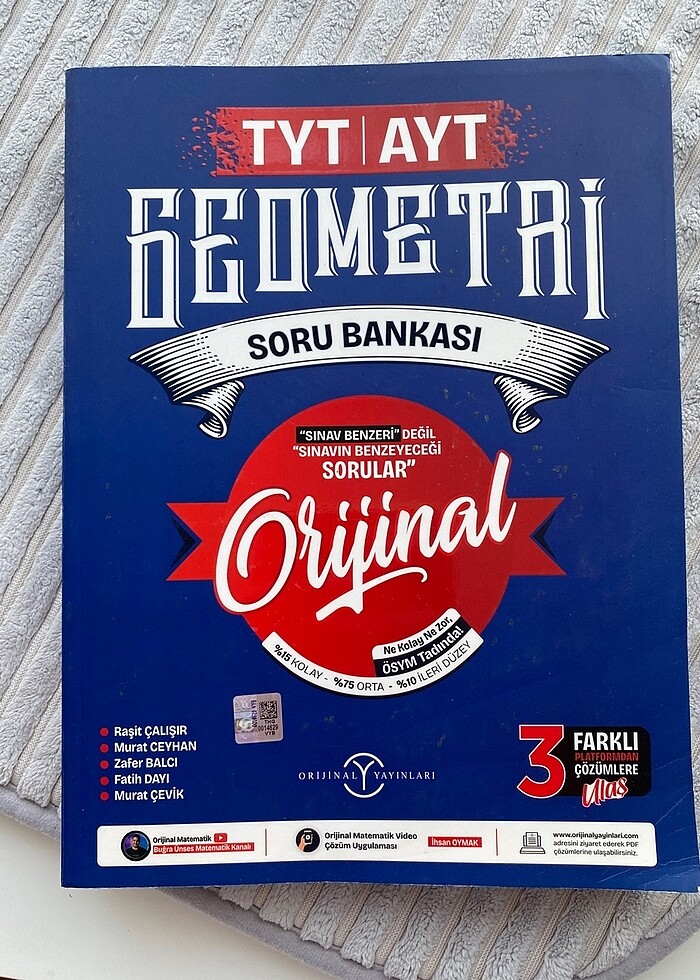 TYT | AYT
GEOMETRİ
SORU BANKASI
"SINAV BENZERİ" DEĞİL
"SINAVIN BENZEYECEĞİ
SORULAR"
Orijinal
Ne Kolay Ne Zor,
ÖSYM Tadında!
%15 KOLAY - %75 ORTA - %10 İLERİ DÜZEY
THG
0014629
VYB
Raşit ÇALIŞIR
Murat CEYHAN
Zafer BALCI
Fatih DAYI
Murat ÇEVİK
ORİJİNAL YAYINLARI
3 FARKLI
PLATFORMDAN
ÇÖZÜMLERE
Ulaş
Orijinal Matematik
Buğra Ünses Matematik Kanalı
Orijinal Matematik Video
Çözüm Uygulaması
İhsan OYMAK
www.orijinalyayinlari.com
adresini ziyaret ederek PDF
çözümlerine ulaşabilirsiniz.